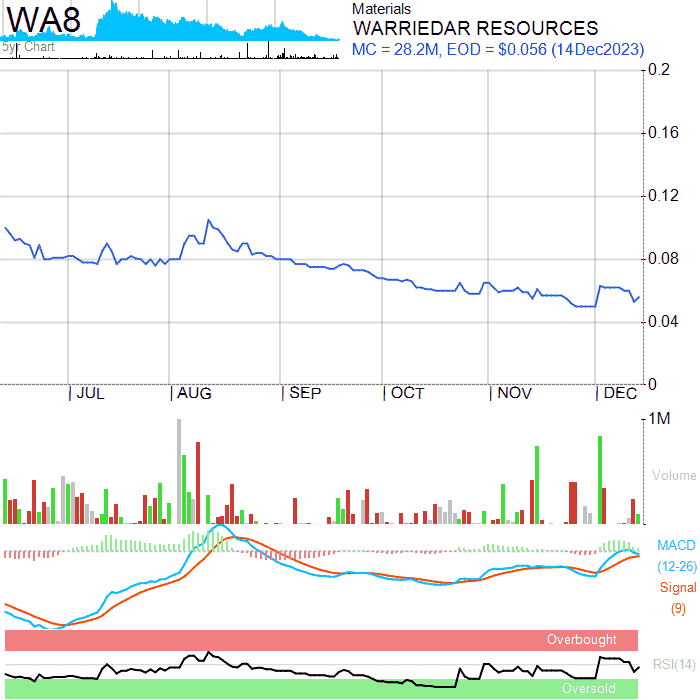 WA8
5yr Chart
Materials
WARRIEDAR RESOURCES
MC = 28.2M, EOD = $0.056 (14Dec2023)
0.2
0.16
0.12
0.08
0.04
0
JUL AUG SEP OCT NOV DEC
1M
Volume
MACD
(12-26)
Signal
(9)
Overbought
RSI(14)
Oversold